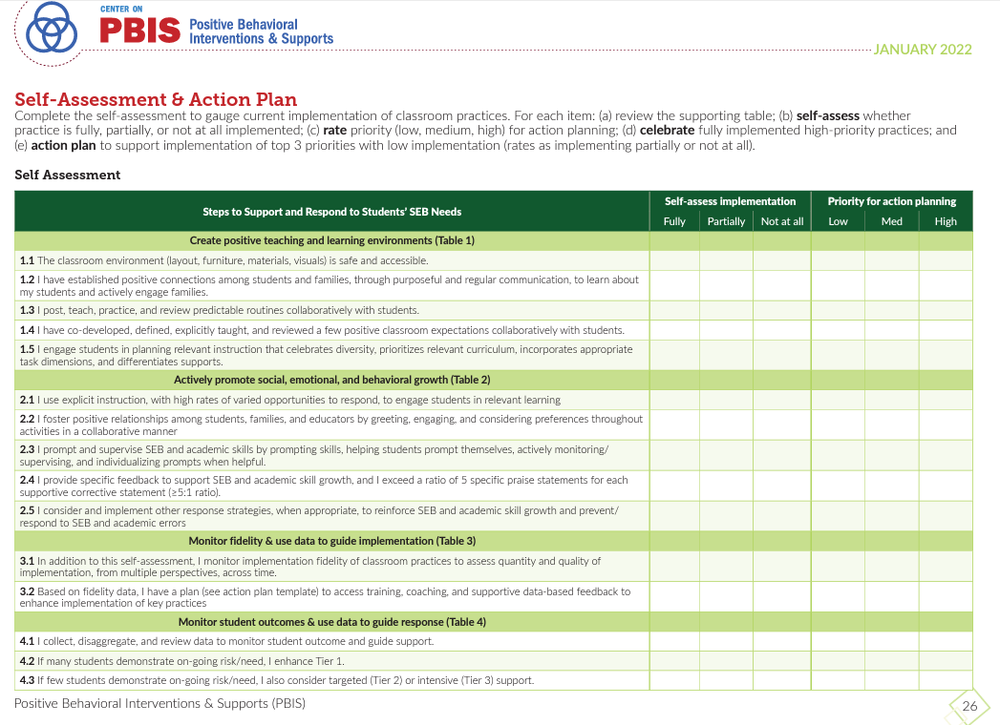 CENTER ON
PBIS Positive Behavioral
Interventions & Supports
JANUARY 2022
Self-Assessment & Action Plan
Complete the self-assessment to gauge current implementation of classroom practices. For each item: (a) review the supporting table; (b) self-assess whether
practice is fully, partially, or not at all implemented; (c) rate priority (low, medium, high) for action planning; (d) celebrate fully implemented high-priority practices; and
(e) action plan to support implementation of top 3 priorities with low implementation (rates as implementing partially or not at all).
Self Assessment
Steps to Support and Respond to Students' SEB Needs
Self-assess implementation
Priority for action planning
Fully Partially Not at all Low Med High
Create positive teaching and learning environments (Table 1)
1.1 The classroom environment (layout, furniture, materials, visuals) is safe and accessible.
1.2 I have established positive connections among students and families, through purposeful and regular communication, to learn about
my students and actively engage families.
1.3 I post, teach, practice, and review predictable routines collaboratively with students.
1.4 I have co-developed, defined, explicitly taught, and reviewed a few positive classroom expectations collaboratively with students.
1.5 I engage students in planning relevant instruction that celebrates diversity, prioritizes relevant curriculum, incorporates appropriate
task dimensions, and differentiates supports.
Actively promote social, emotional, and behavioral growth (Table 2)
2.1 I use explicit instruction, with high rates of varied opportunities to respond, to engage students in relevant learning
2.2 I foster positive relationships among students, families, and educators by greeting, engaging, and considering preferences throughout
activities in a collaborative manner
2.3 I prompt and supervise SEB and academic skills by prompting skills, helping students prompt themselves, actively monitoring/
supervising, and individualizing prompts when helpful.
2.4 I provide specific feedback to support SEB and academic skill growth, and I exceed a ratio of 5 specific praise statements for each
supportive corrective statement (≥5:1 ratio).
2.5 I consider and implement other response strategies, when appropriate, to reinforce SEB and academic skill growth and prevent/
respond to SEB and academic errors
Monitor fidelity & use data to guide implementation (Table 3)
3.1 In addition to this self-assessment, I monitor implementation fidelity of classroom practices to assess quantity and quality of
implementation, from multiple perspectives, across time.
3.2 Based on fidelity data, I have a plan (see action plan template) to access training, coaching, and supportive data-based feedback to
enhance implementation of key practices
Monitor student outcomes & use data to guide response (Table 4)
4.1 I collect, disaggregate, and review data to monitor student outcome and guide support.
4.2 If many students demonstrate on-going risk/need, I enhance Tier 1.
4.3 If few students demonstrate on-going risk/need, I also consider targeted (Tier 2) or intensive (Tier 3) support.
Positive Behavioral Interventions & Supports (PBIS)
26